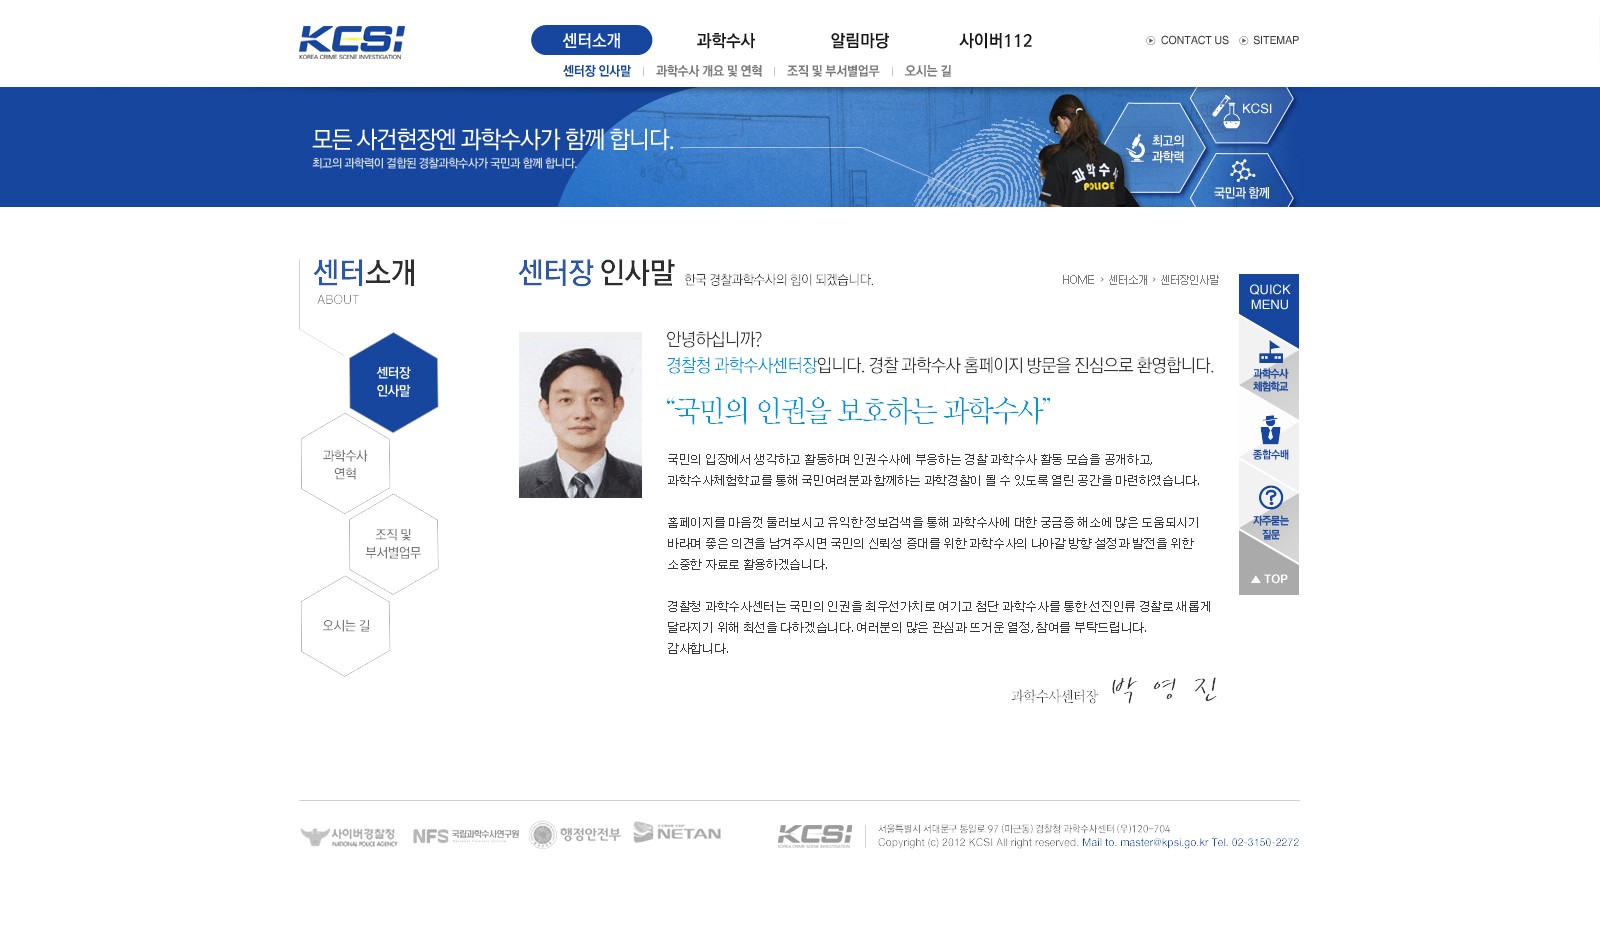 KCSI
KOREA CRIME SCENE INVESTIGATION
센터소개 과학수사 알림마당 사이버112
CONTACT US SITEMAP
센터장 인사말 과학수사 개요 및 연혁 조직 및 부서별업무 오시는 길
모든 사건현장엔 과학수사가 함께 합니다.
최고의 과학력이 결합된 경찰과학수사가 국민과 함께 합니다.
과학수사
POLICE
최고의
과학력
KCSI
국민과 함께
센터소개
ABOUT
센터장
인사말
과학수사
연혁
조직 및
부서별업무
오시는 길
센터장 인사말 한국 경찰과학수사의 힘이 되겠습니다.
HOME > 센터소개 > 센터장인사말
안녕하십니까?
경찰청 과학수사센터장입니다. 경찰 과학수사 홈페이지 방문을 진심으로 환영합니다.
“국민의 인권을 보호하는 과학수사”
국민의 입장에서 생각하고 활동하며 인권수사에 부응하는 경찰 과학수사 활동 모습을 공개하고,
과학수사체험학교를 통해 국민여려분과 함께하는 과학경찰이 될 수 있도록 열린 공간을 마련하였습니다.
홈페이지를 마음껏 둘러보시고 유익한 정보검색을 통해 과학수사에 대한 궁금증 해소에 많은 도움되시기
바라며 좋은 의견을 남겨주시면 국민의 신뢰성 증대를 위한 과학수사의 나아갈 방향 설정과 발전을 위한
소중한 자료로 활용하겠습니다.
경찰청 과학수사센터는 국민의 인권을 최우선가치로 여기고 첨단 과학수사를 통한 선진인류 경찰로 새롭게
달라지기 위해 최선을 다하겠습니다. 여러분의 많은 관심과 뜨거운 열정, 참여를 부탁드립니다.
감사합니다.
과학수사센터장 박 영 진
QUICK
MENU
과학수사
체험학교
종합수배
자주묻는
질문
▲ TOP
사이버경찰청
NATIONAL POLICE AGENCY
NFS 국립과학수사연구원
행정안전부
NETAN
KCSI
KOREA CRIME SCENE INVESTIGATION
서울특별시 서대문구 통일로 97 (미근동) 경찰청 과학수사센터 (우)120-704
Copyright (c) 2012 KCSI All right reserved. Mail to. master@kpsi.go.kr Tel. 02-3150-2272